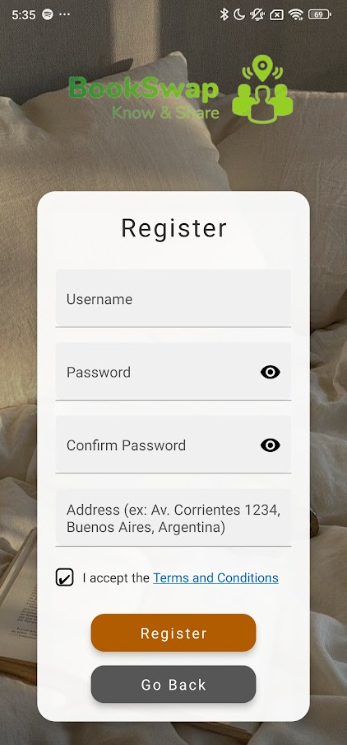 5:35
69
BookSwap
Know & Share
Register
Username
Password
Confirm Password
Address (ex: Av. Corrientes 1234,
Buenos Aires, Argentina)
I accept the Terms and Conditions
Register
Go Back